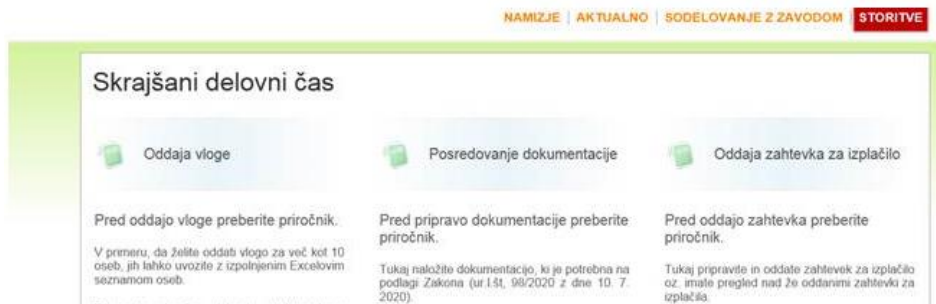 NAMIZJE | AKTUALNO | SODELOVANJE Z ZAVODOM | STORITVE
Skrajšani delovni čas
Oddaja vloge
Pred oddajo vloge preberite priročnik.
V primeru, da želite oddati vlogo za več kot 10
oseb, jih lahko uvozite z izpolnjenim Excelovim
seznamom oseb.
Posredovanje dokumentacije
Pred pripravo dokumentacije preberite
priročnik.
Tukaj naložite dokumentacijo, ki je potrebna na
podlagi Zakona (ur.l.št, 98/2020 z dne 10. 7.
2020).
Oddaja zahtevka za izplačilo
Pred oddajo zahtevka preberite
priročnik.
Tukaj pripravite in oddate zahtevek za izplačilo
oz. imate pregled nad že oddanimi zahtevki za
izplačila.